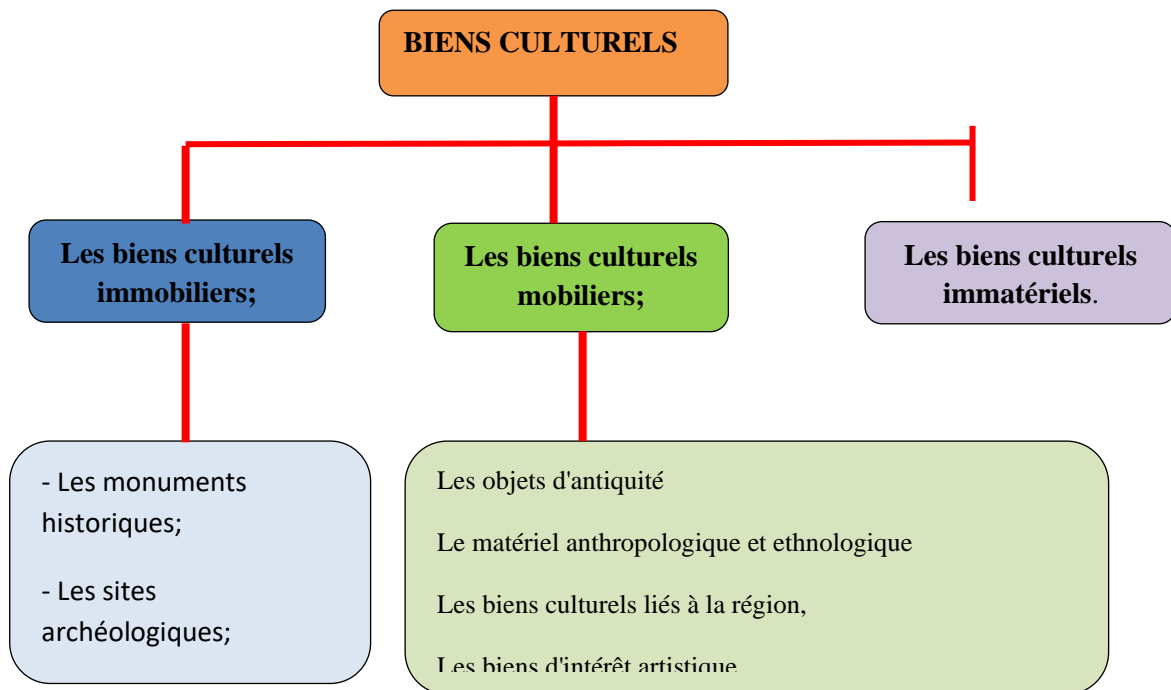 BIENS CULTURELS
Les biens culturels
immobiliers;
Les biens culturels
mobiliers;
Les biens culturels
immatériels.
- Les monuments
historiques;
- Les sites
archéologiques;
Les objets d'antiquité
Le matériel anthropologique et ethnologique
Les biens culturels liés à la région,
Les biens d'intérêt artistique